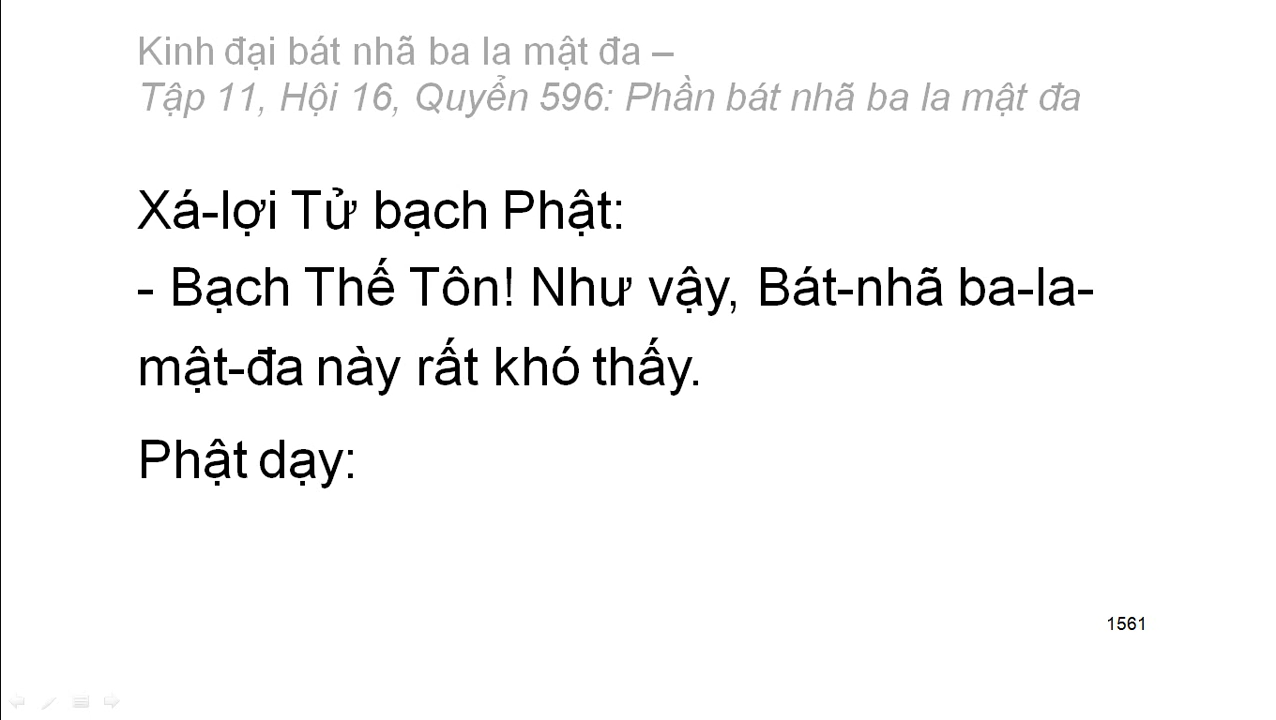 Kinh đại bát nhã ba la mật đa –
Tập 11, Hội 16, Quyển 596: Phần bát nhã ba la mật đa
Xá-lợi Tử bạch Phật:
- Bạch Thế Tôn! Như vậy, Bát-nhã ba-la-
mật-đa này rất khó thấy.
Phật dạy:
1561